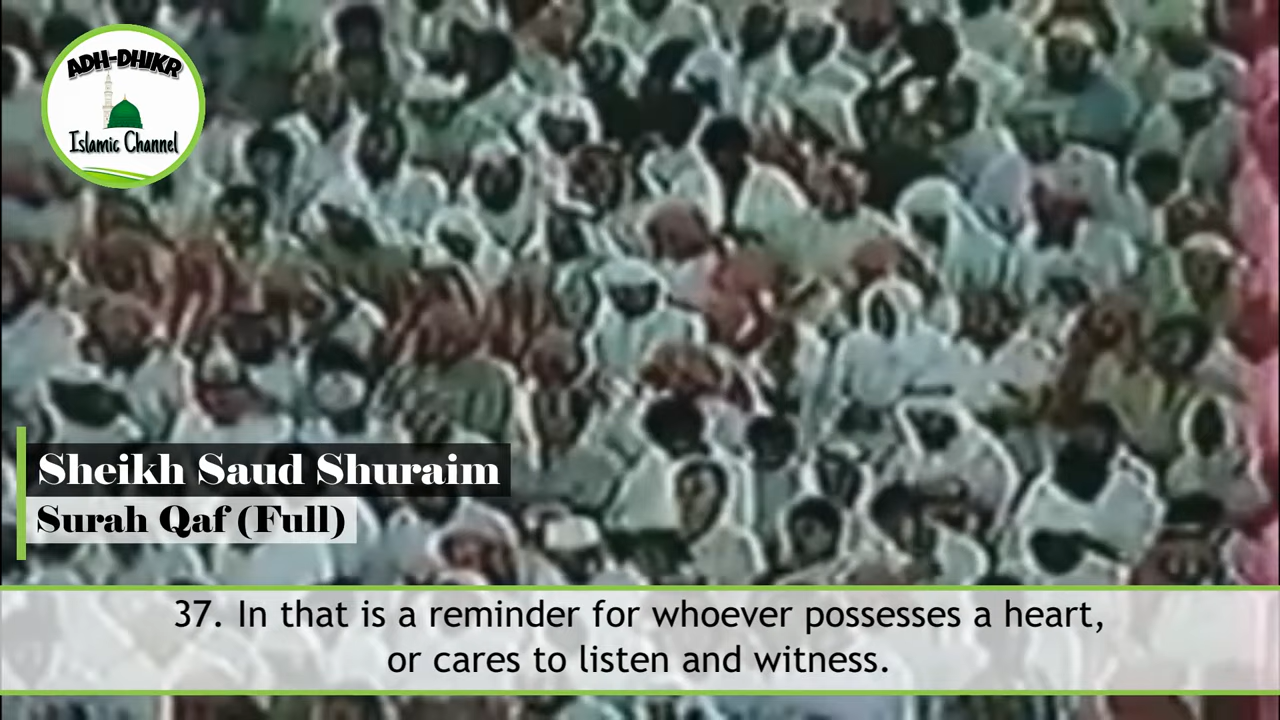 ADH-DHIKR
Islamic Channel
Sheikh Saud Shuraim
Surah Qaf (Full)
37. In that is a reminder for whoever possesses a heart,
or cares to listen and witness.